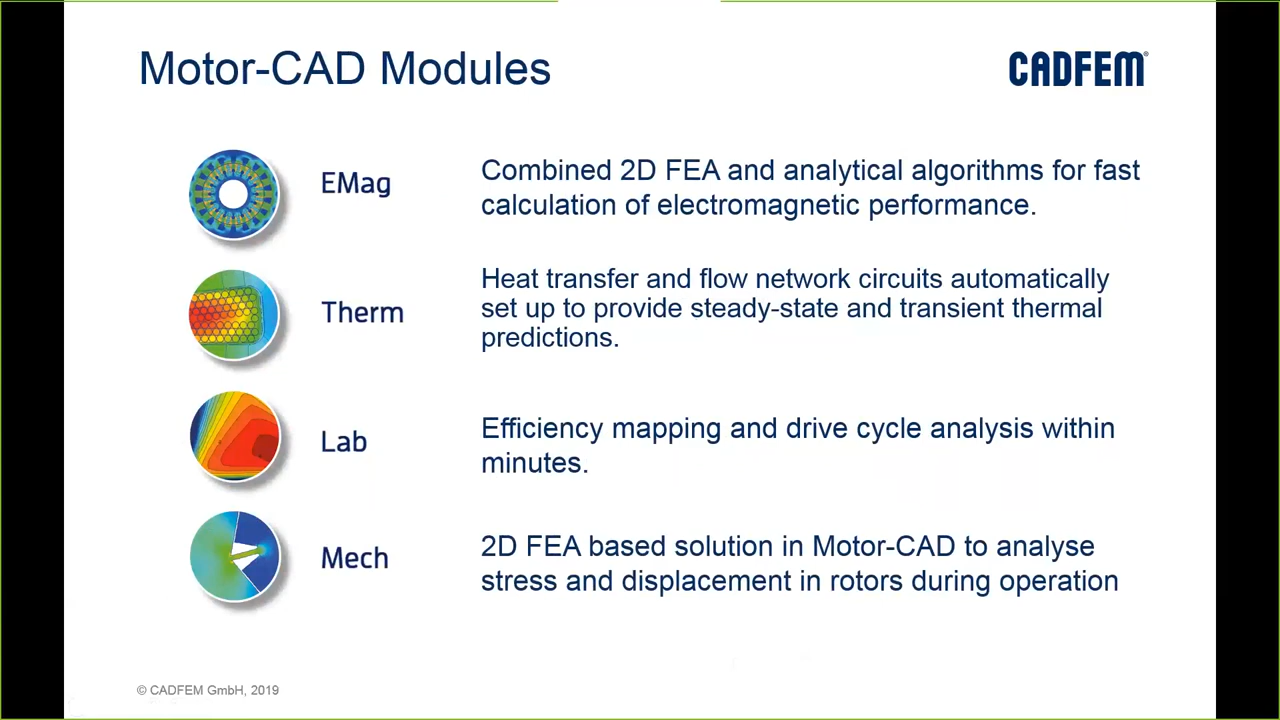 Motor-CAD Modules
CADFEM®
EMag
Combined 2D FEA and analytical algorithms for fast
calculation of electromagnetic performance.
Therm
Heat transfer and flow network circuits automatically
set up to provide steady-state and transient thermal
predictions.
Lab
Efficiency mapping and drive cycle analysis within
minutes.
Mech
2D FEA based solution in Motor-CAD to analyse
stress and displacement in rotors during operation
© CADFEM GmbH, 2019